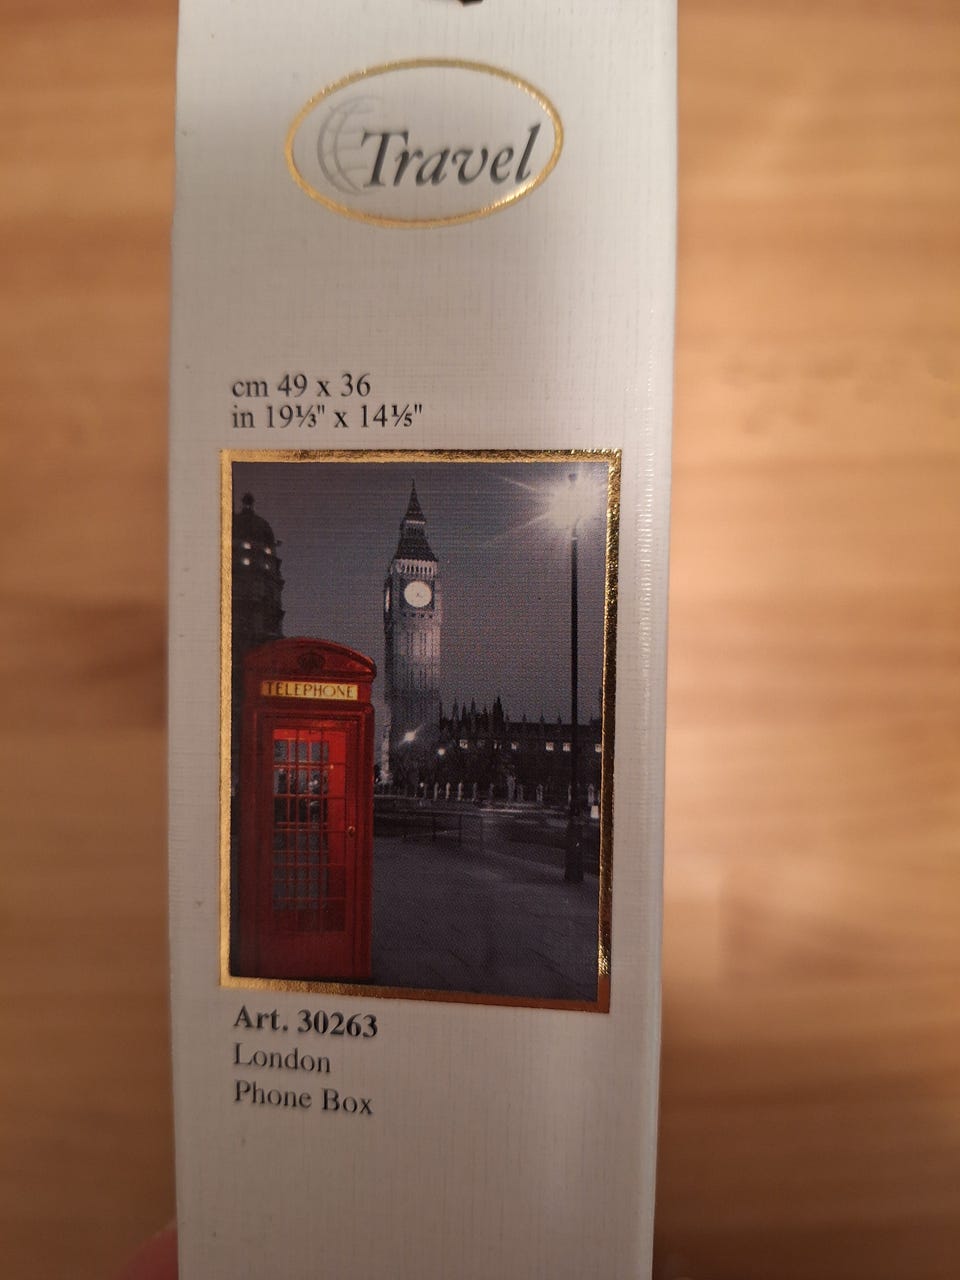 Travel
cm 49 x 36
in 19⅓" x 14⅕"
TELEPHONE
Art. 30263
London
Phone Box